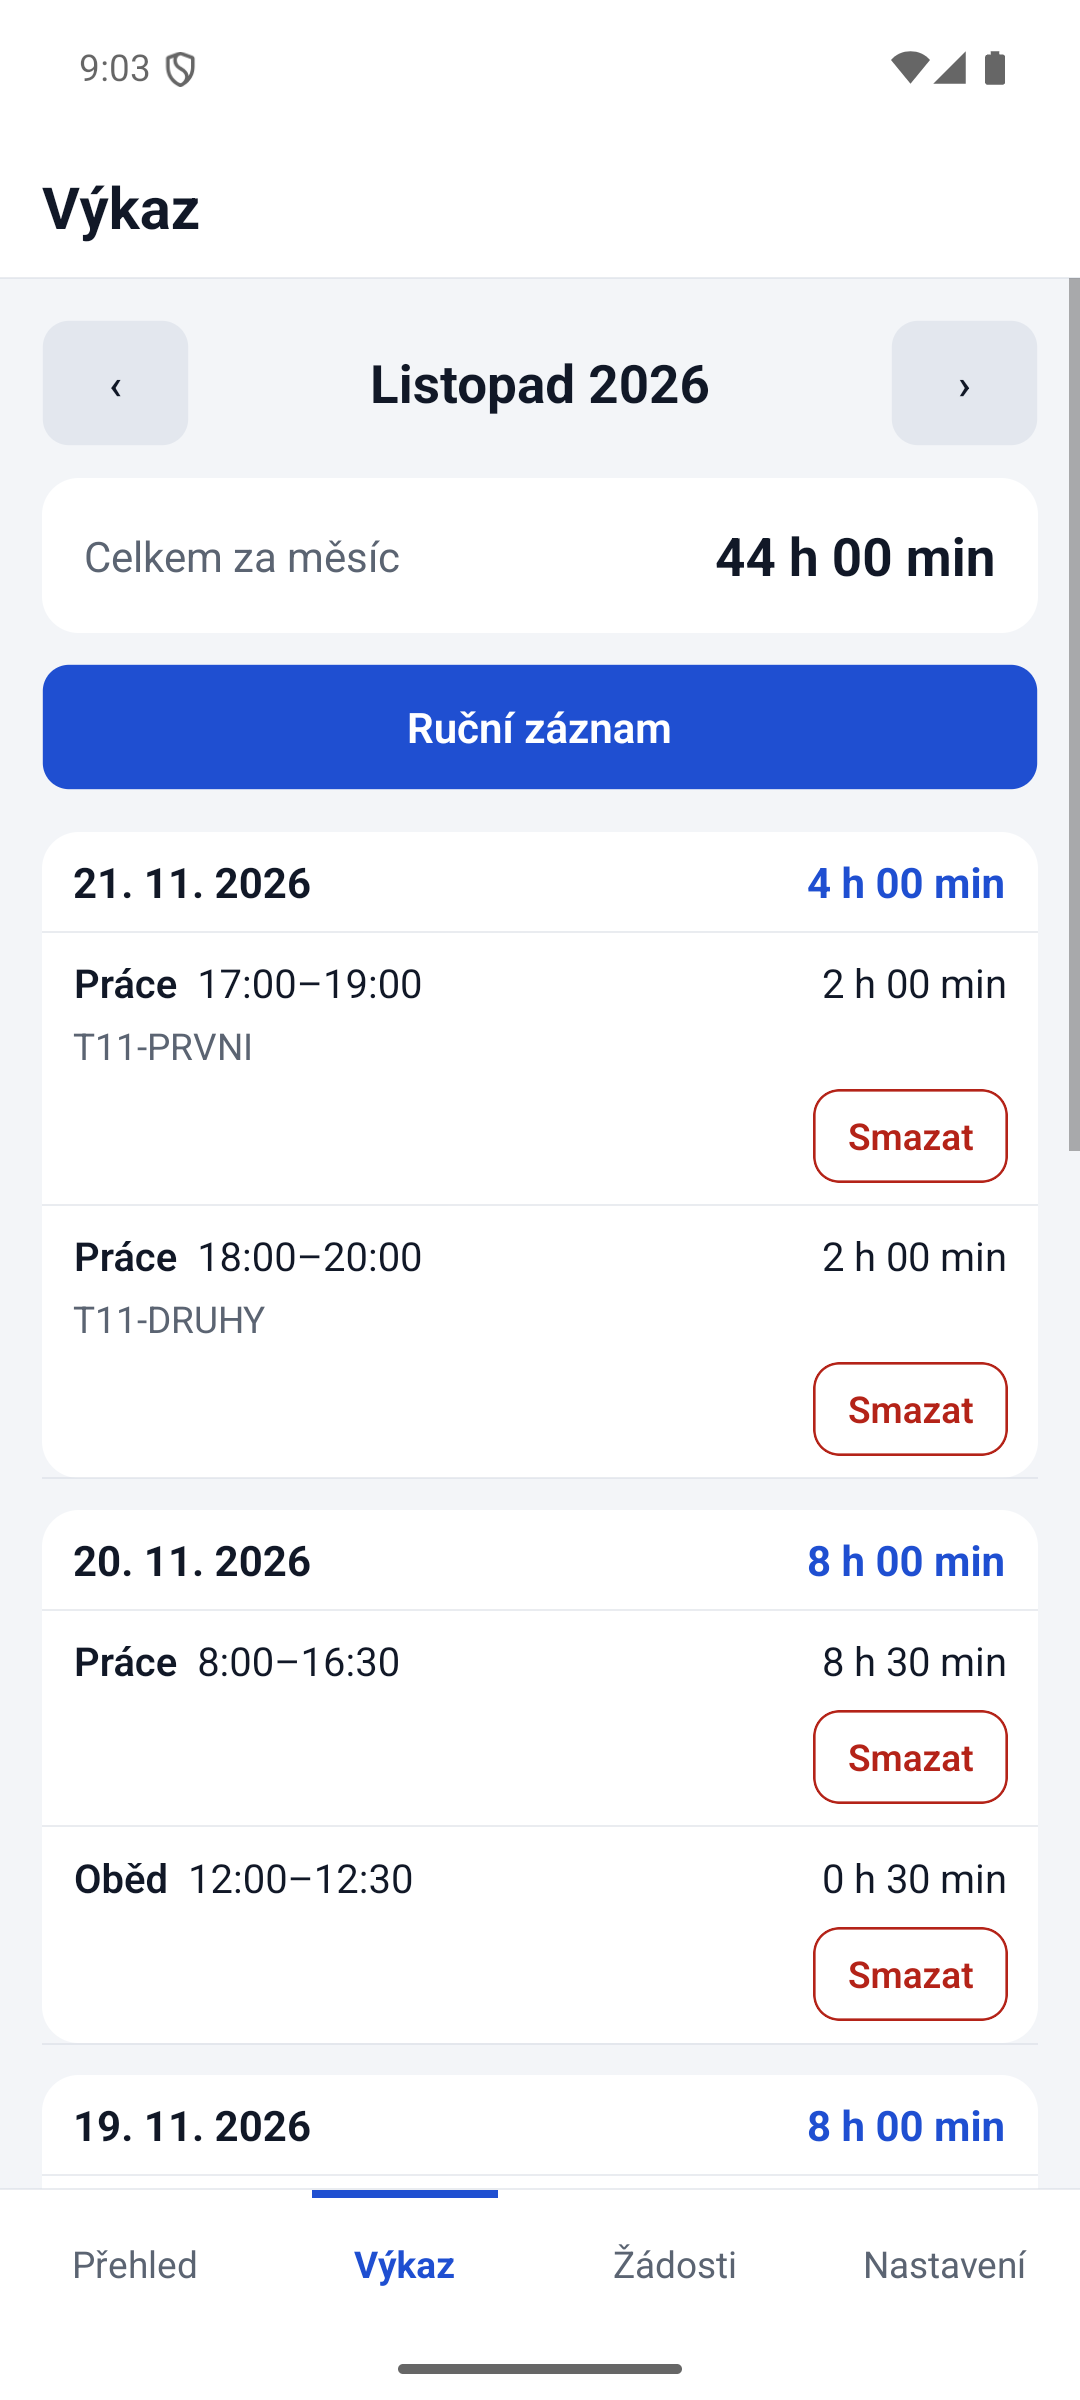 9:03
Výkaz
‹ Listopad 2026 ›
Celkem za měsíc 44 h 00 min
Ruční záznam
21. 11. 2026 4 h 00 min
Práce 17:00–19:00 2 h 00 min
T11-PRVNI
Smazat
Práce 18:00–20:00 2 h 00 min
T11-DRUHY
Smazat
20. 11. 2026 8 h 00 min
Práce 8:00–16:30 8 h 30 min
Smazat
Oběd 12:00–12:30 0 h 30 min
Smazat
19. 11. 2026 8 h 00 min
Přehled Výkaz Žádosti Nastavení